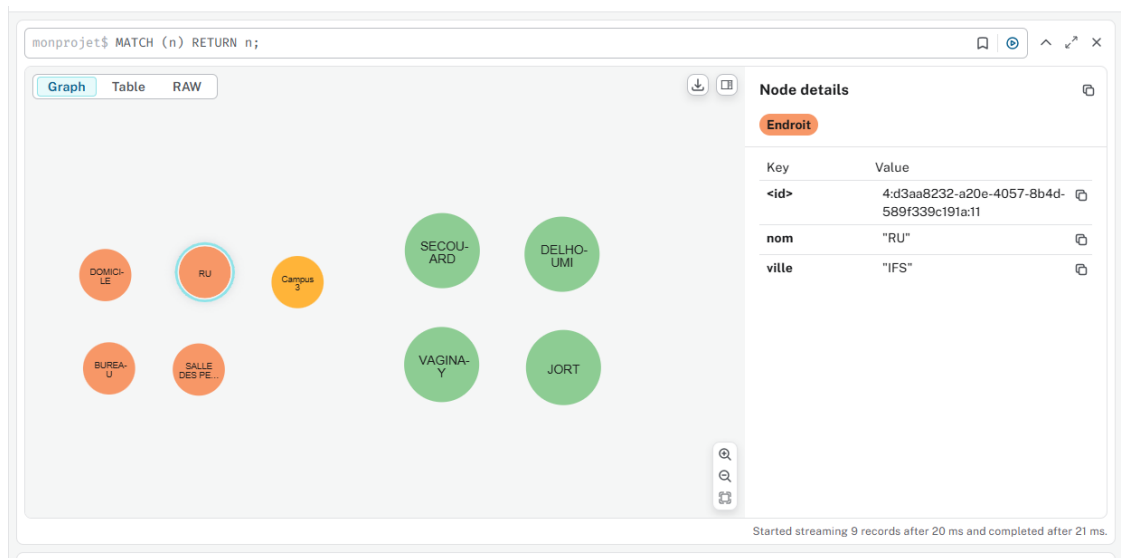 monprojet$ MATCH (n) RETURN n;
Graph Table RAW
Node details
Endroit
Key Value
<id> 4:d3aa8232-a20e-4057-8b4d-
589f339c191a:11
nom "RU"
ville "IFS"
DOMICI-
LE
RU
Campus
3
SECOU-
ARD
DELHO-
UMI
BUREA-
U
SALLE
DES PE...
VAGINA-
Y
JORT
Started streaming 9 records after 20 ms and completed after 21 ms.